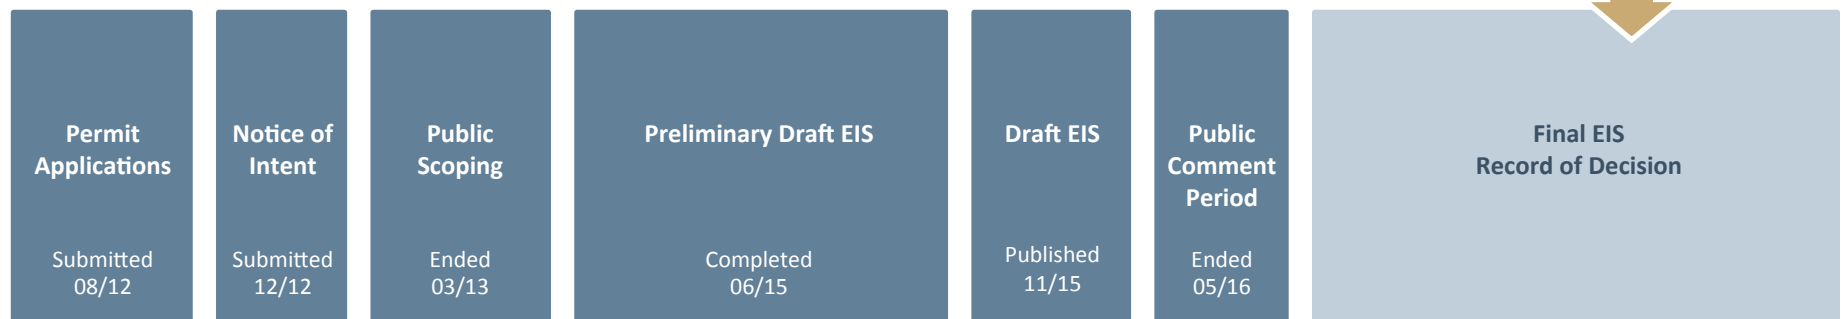 Permit
Applications
Submitted
08/12
Notice of
Intent
Submitted
12/12
Public
Scoping
Ended
03/13
Preliminary Draft EIS
Completed
06/15
Draft EIS
Published
11/15
Public
Comment
Period
Ended
05/16
Final EIS
Record of Decision